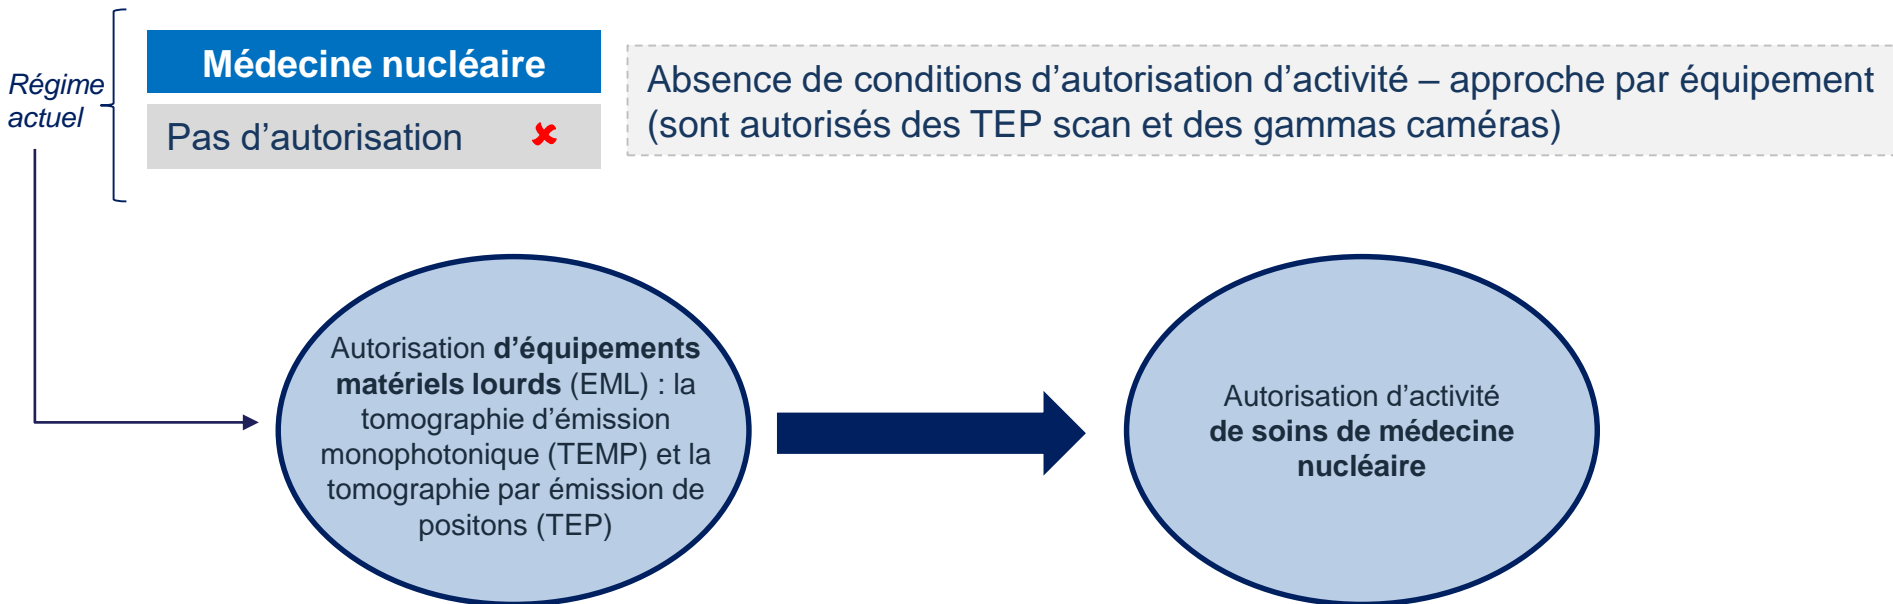 Régime
actuel
Médecine nucléaire
Pas d’autorisation ✘
Absence de conditions d’autorisation d’activité – approche par équipement
(sont autorisés des TEP scan et des gammas caméras)
Autorisation d’équipements
matériels lourds (EML) : la
tomographie d’émission
monophotonique (TEMP) et la
tomographie par émission de
positons (TEP)
Autorisation d’activité
de soins de médecine
nucléaire